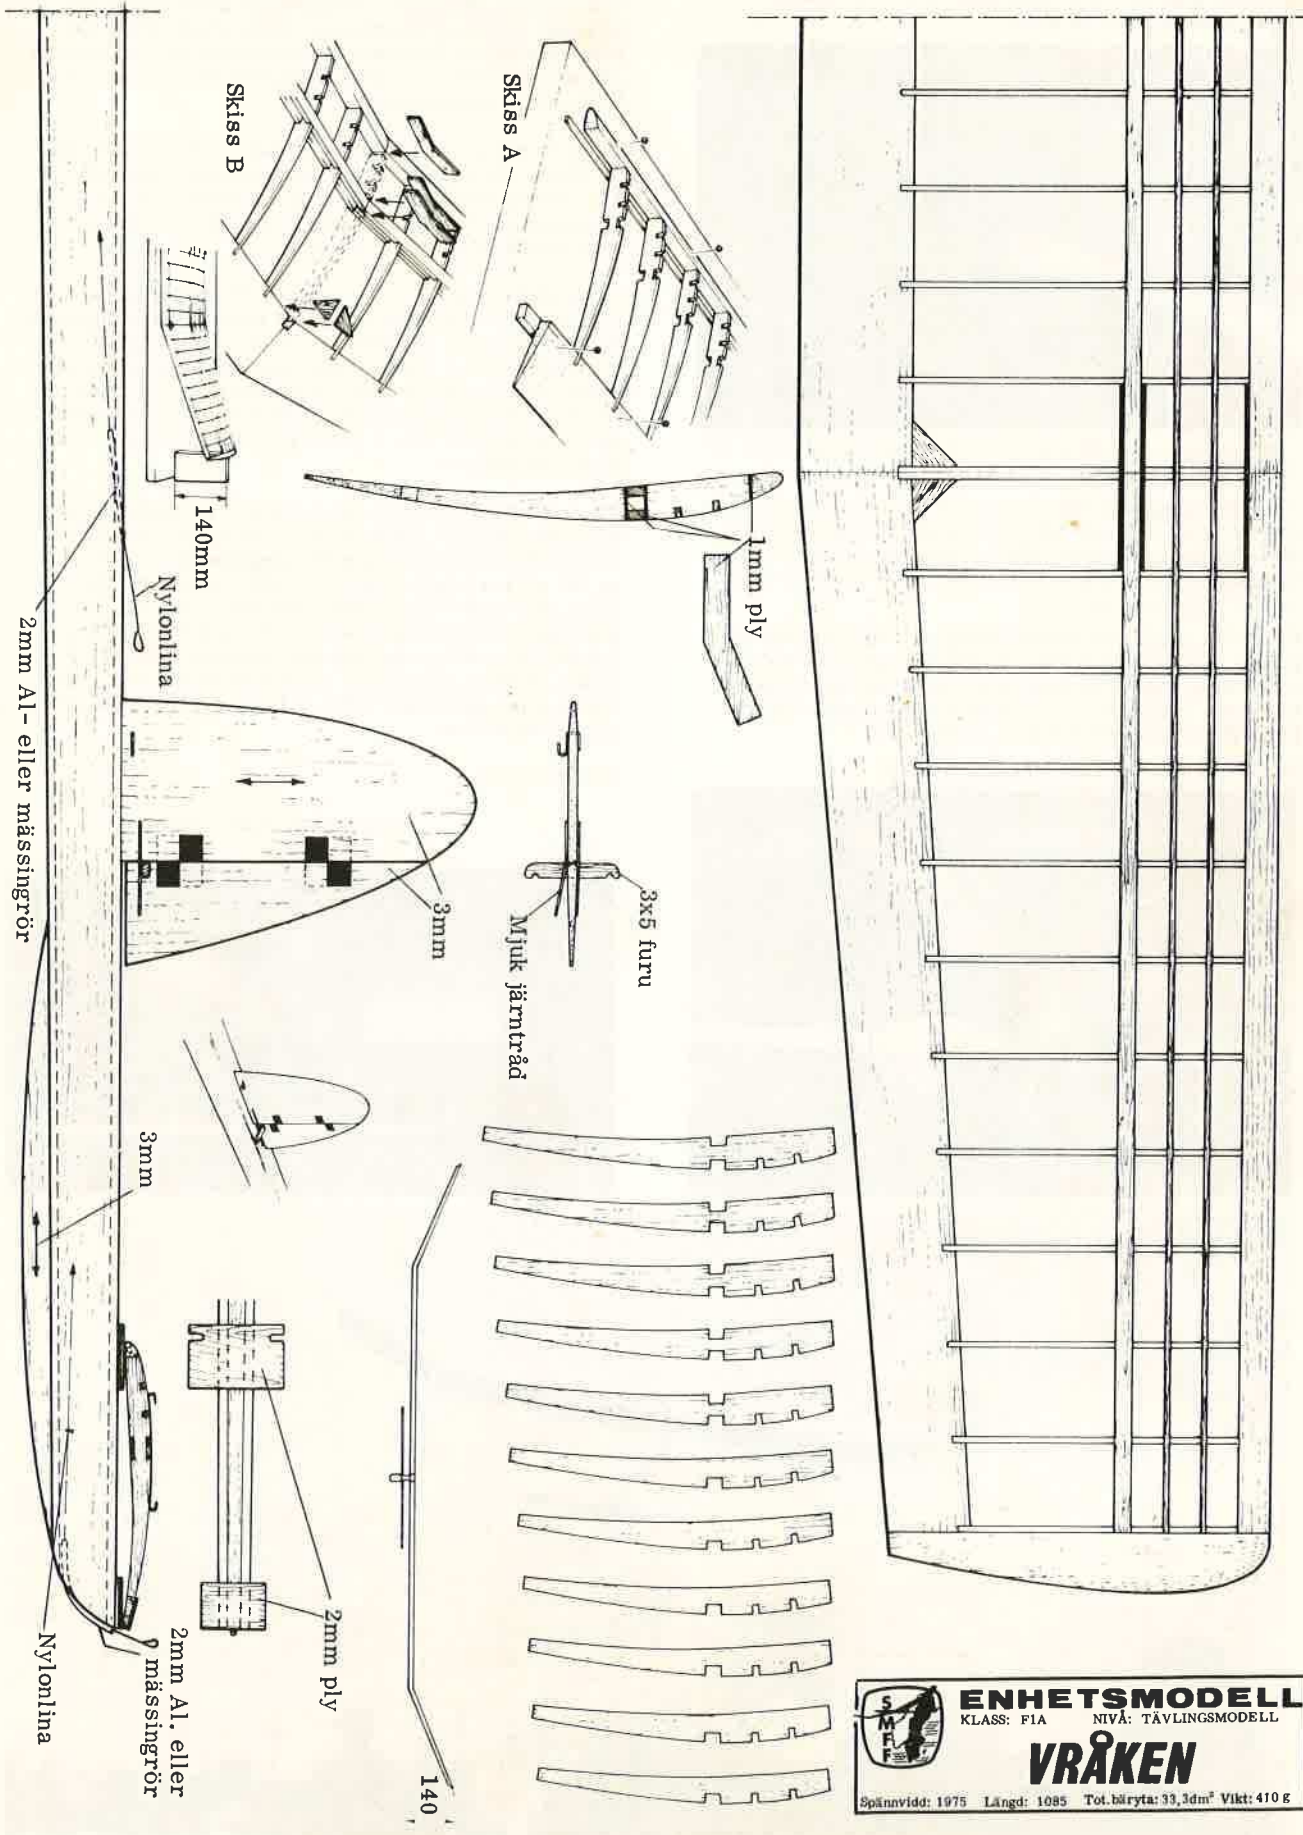 Skiss A
Skiss B
140mm
Nylonlina
2mm Al- eller mässingrör
1mm ply
3mm
3x5 furu
Mjuk järntråd
3mm
2mm ply
140
2mm Al. eller
mässingrör
Nylonlina
SMFF
ENHETSMODELL
KLASS: F1A NIVÅ: TÄVLINGSMODELL
VRÅKEN
Spännvidd: 1975 Längd: 1085 Tot.bäryta: 33,3dm² Vikt: 410 g